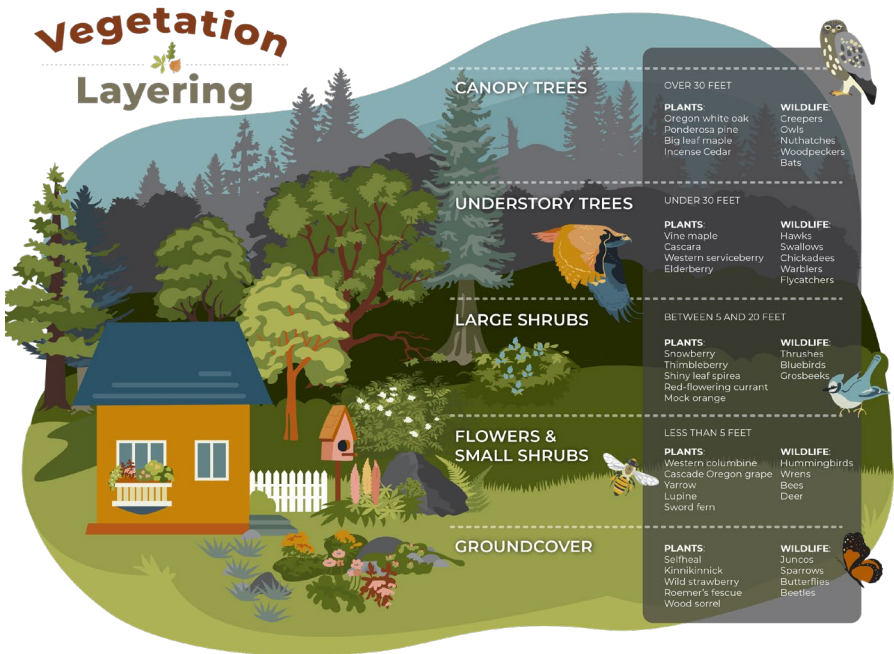 Vegetation
Layering
CANOPY TREES
OVER 30 FEET
PLANTS:
Oregon white oak
Ponderosa pine
Big leaf maple
Incense Cedar
WILDLIFE:
Creepers
Owls
Nuthatches
Woodpeckers
Bats
UNDERSTORY TREES
UNDER 30 FEET
PLANTS:
Vine maple
Cascara
Western serviceberry
Elderberry
WILDLIFE:
Hawks
Swallows
Chickadees
Warblers
Flycatchers
LARGE SHRUBS
BETWEEN 5 AND 20 FEET
PLANTS:
Snowberry
Thimbleberry
Shiny leaf spirea
Red-flowering currant
Mock orange
WILDLIFE:
Thrushes
Bluebirds
Grosbeeks
FLOWERS &
SMALL SHRUBS
LESS THAN 5 FEET
PLANTS:
Western columbine
Cascade Oregon grape
Yarrow
Lupine
Sword fern
WILDLIFE:
Hummingbirds
Wrens
Bees
Deer
GROUNDCOVER
PLANTS:
Selfheal
Kinnikinnick
Wild strawberry
Roemer's fescue
Wood sorrel
WILDLIFE:
Juncos
Sparrows
Butterflies
Beetles